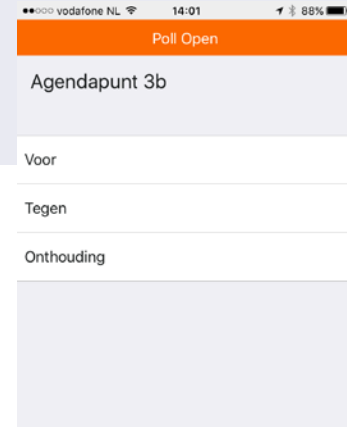 vodafone NL 14:01 88%
Poll Open
Agendapunt 3b
Voor
Tegen
Onthouding